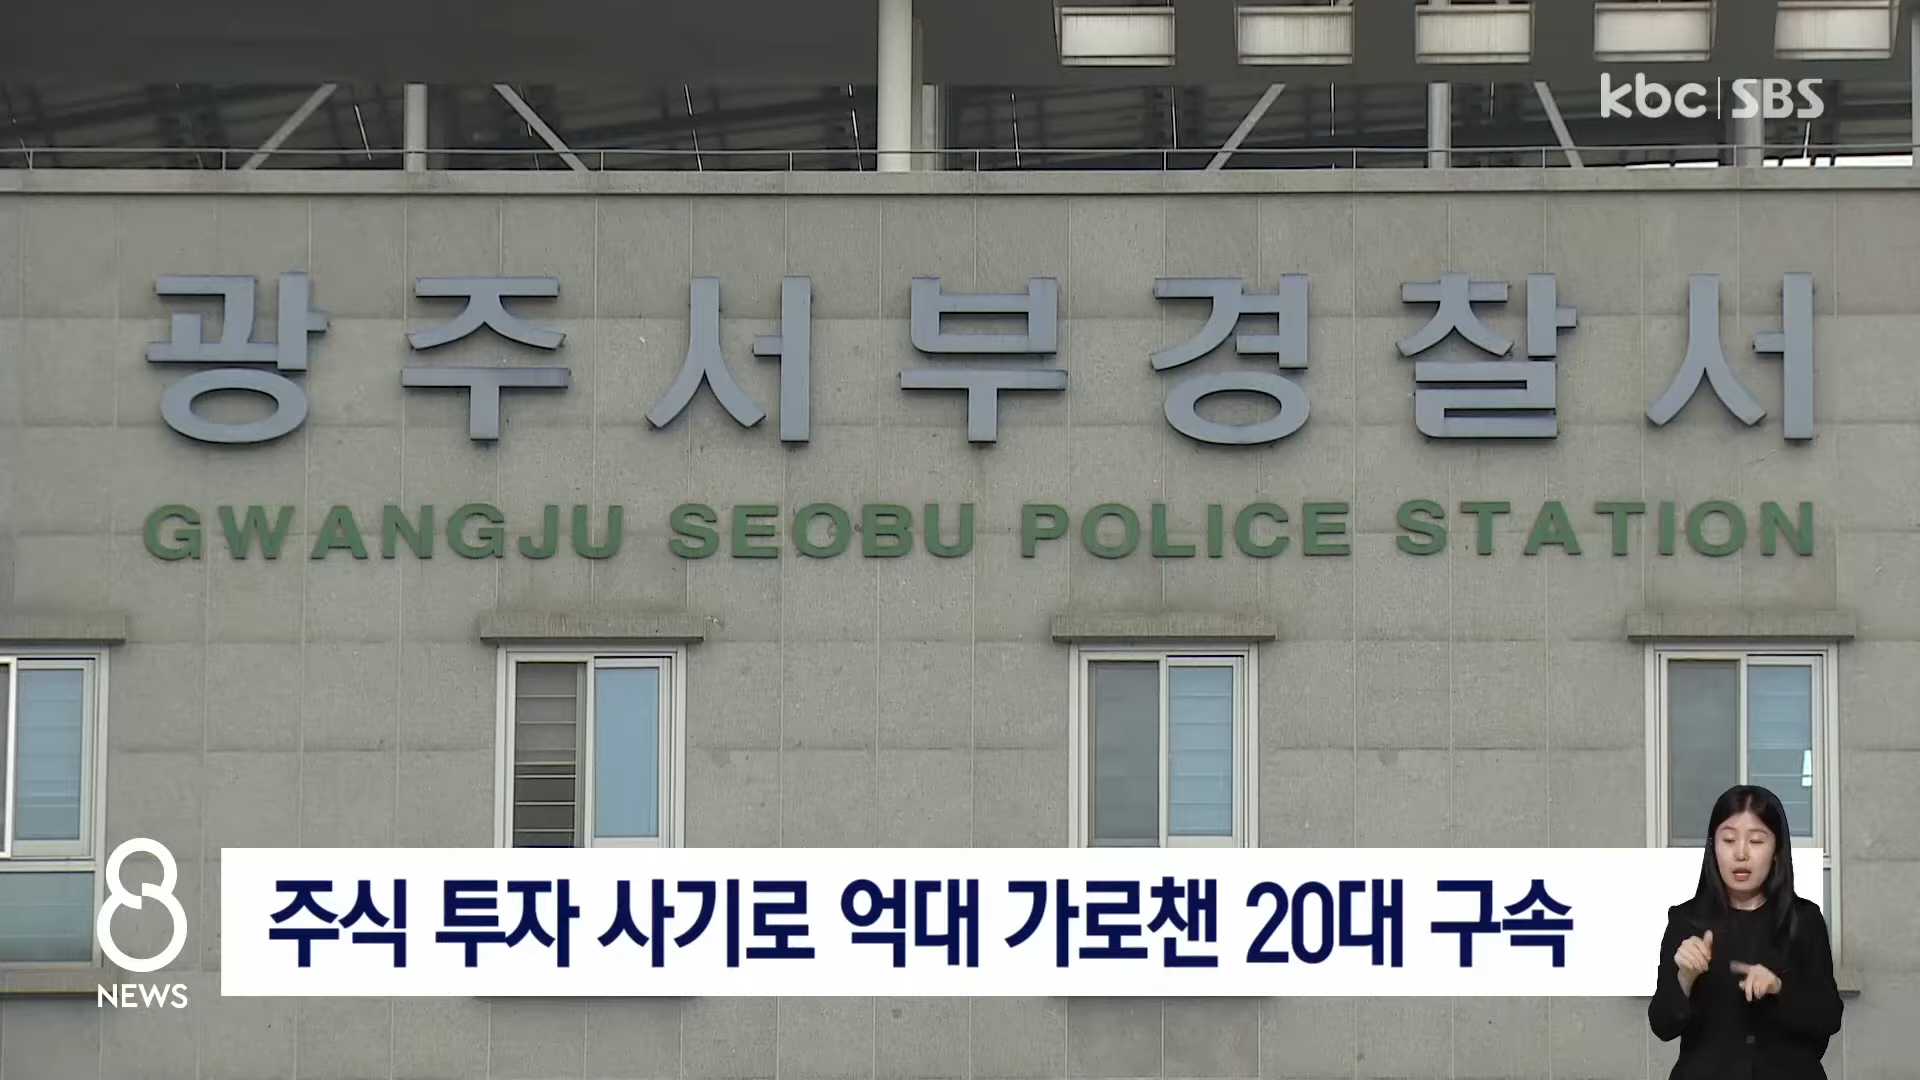 kbc | SBS
광주서부경찰서
GWANGJU SEOBU POLICE STATION
8
NEWS
주식 투자 사기로 억대 가로챈 20대 구속